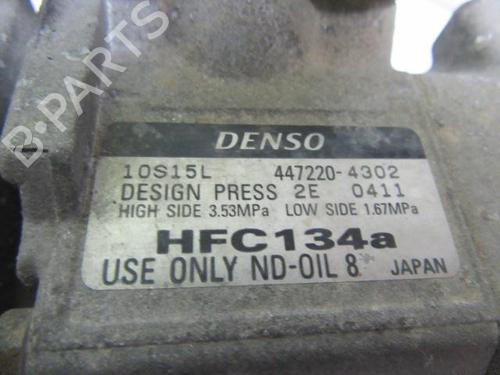 DENSO
10S15L 447220-4302
DESIGN PRESS 2E 0411
HIGH SIDE 3.53MPa LOW SIDE 1.67MPa
HFC134a
USE ONLY ND-OIL 8 JAPAN
B-PARTS